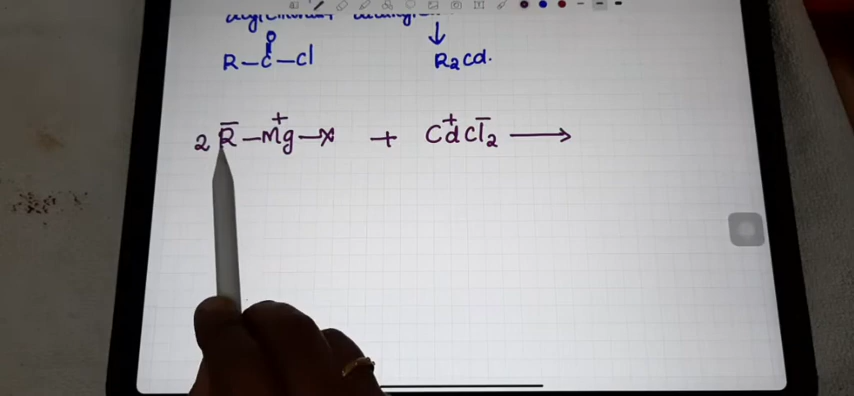 R–C(=O)–Cl R₂Cd.
2 R⁻–Mg⁺–X + Cd⁺Cl⁻₂ ⟶